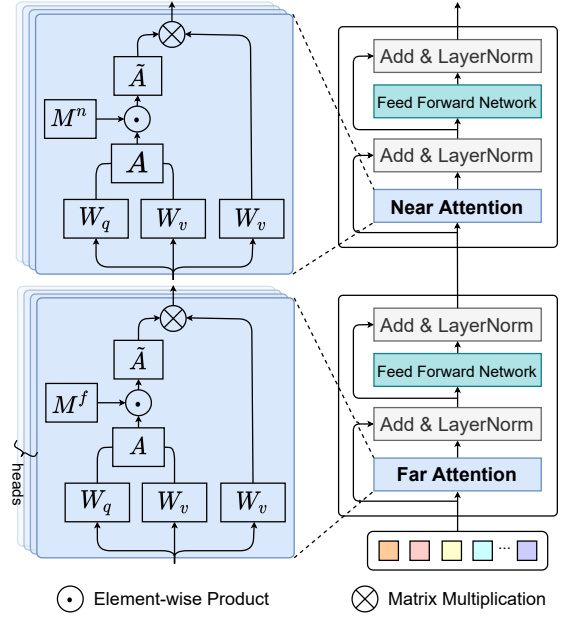 Ã
Mⁿ
A
W_q
W_v
W_v
Add & LayerNorm
Feed Forward Network
Add & LayerNorm
Near Attention
Ã
M^f
A
W_q
W_v
W_v
heads
Add & LayerNorm
Feed Forward Network
Add & LayerNorm
Far Attention
...
Element-wise Product
Matrix Multiplication